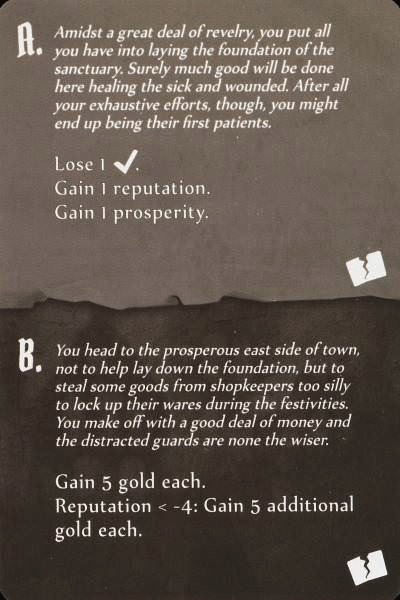 A.
Amidst a great deal of revelry, you put all
you have into laying the foundation of the
sanctuary. Surely much good will be done
here healing the sick and wounded. After all
your exhaustive efforts, though, you might
end up being their first patients.
Lose 1 ✓.
Gain 1 reputation.
Gain 1 prosperity.
B.
You head to the prosperous east side of town,
not to help lay down the foundation, but to
steal some goods from shopkeepers too silly
to lock up their wares during the festivities.
You make off with a good deal of money and
the distracted guards are none the wiser.
Gain 5 gold each.
Reputation < -4: Gain 5 additional
gold each.